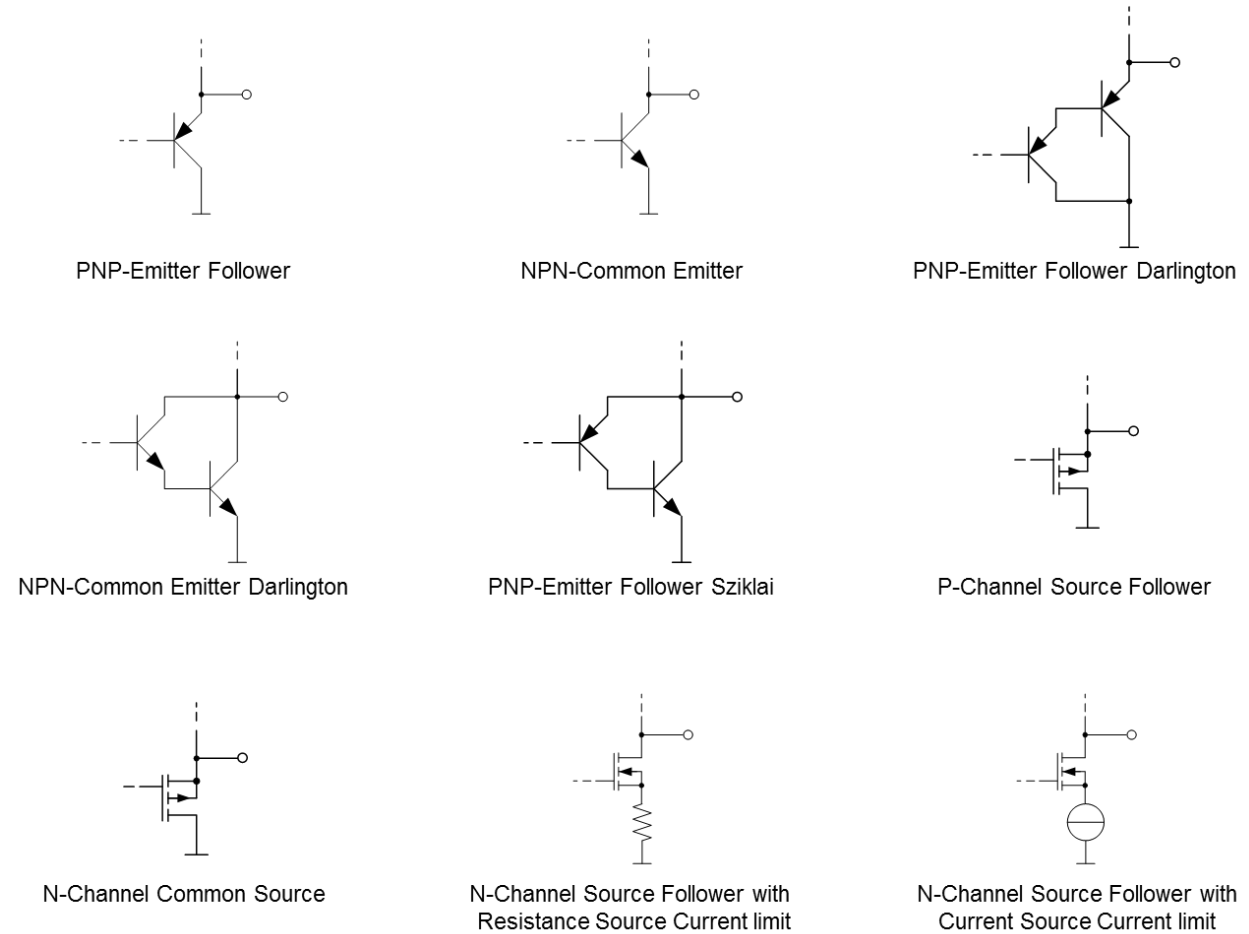 PNP-Emitter Follower
NPN-Common Emitter
PNP-Emitter Follower Darlington
NPN-Common Emitter Darlington
PNP-Emitter Follower Sziklai
P-Channel Source Follower
N-Channel Common Source
N-Channel Source Follower with
Resistance Source Current limit
N-Channel Source Follower with
Current Source Current limit